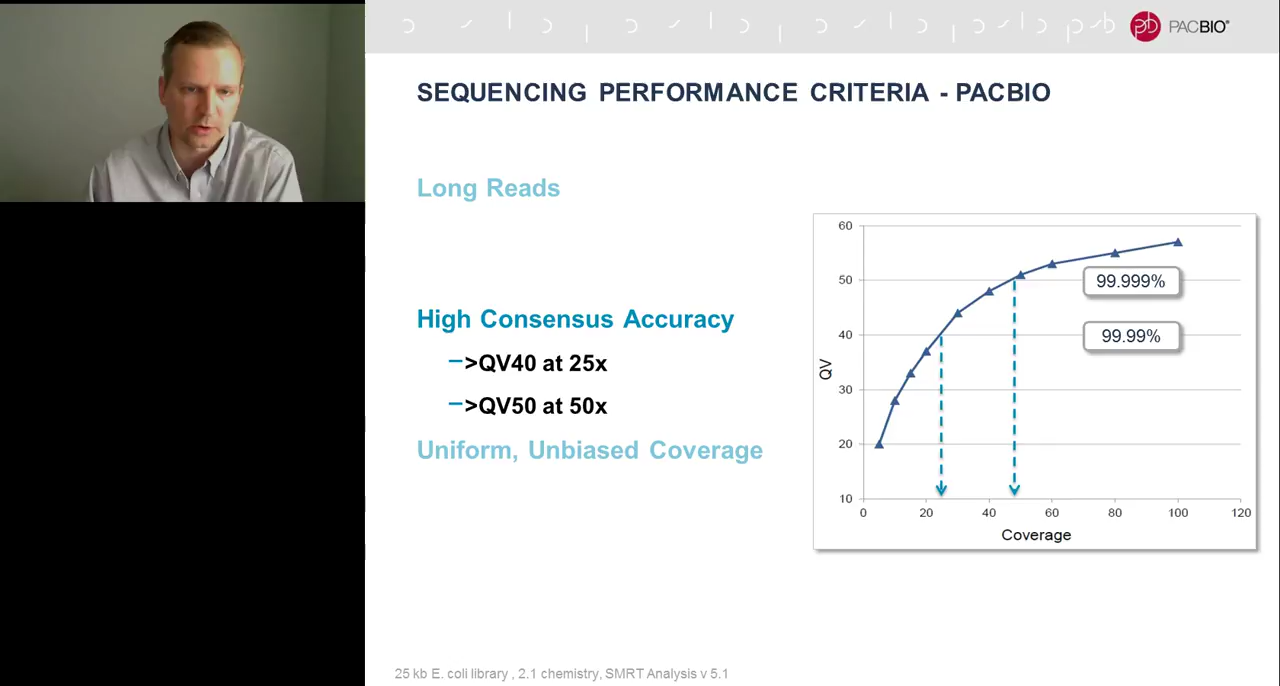 PACBIO®
SEQUENCING PERFORMANCE CRITERIA - PACBIO
Long Reads
High Consensus Accuracy
–>QV40 at 25x
–>QV50 at 50x
Uniform, Unbiased Coverage
60
50
40
30
20
10
QV
99.999%
99.99%
0 20 40 60 80 100 120
Coverage
25 kb E. coli library , 2.1 chemistry, SMRT Analysis v 5.1